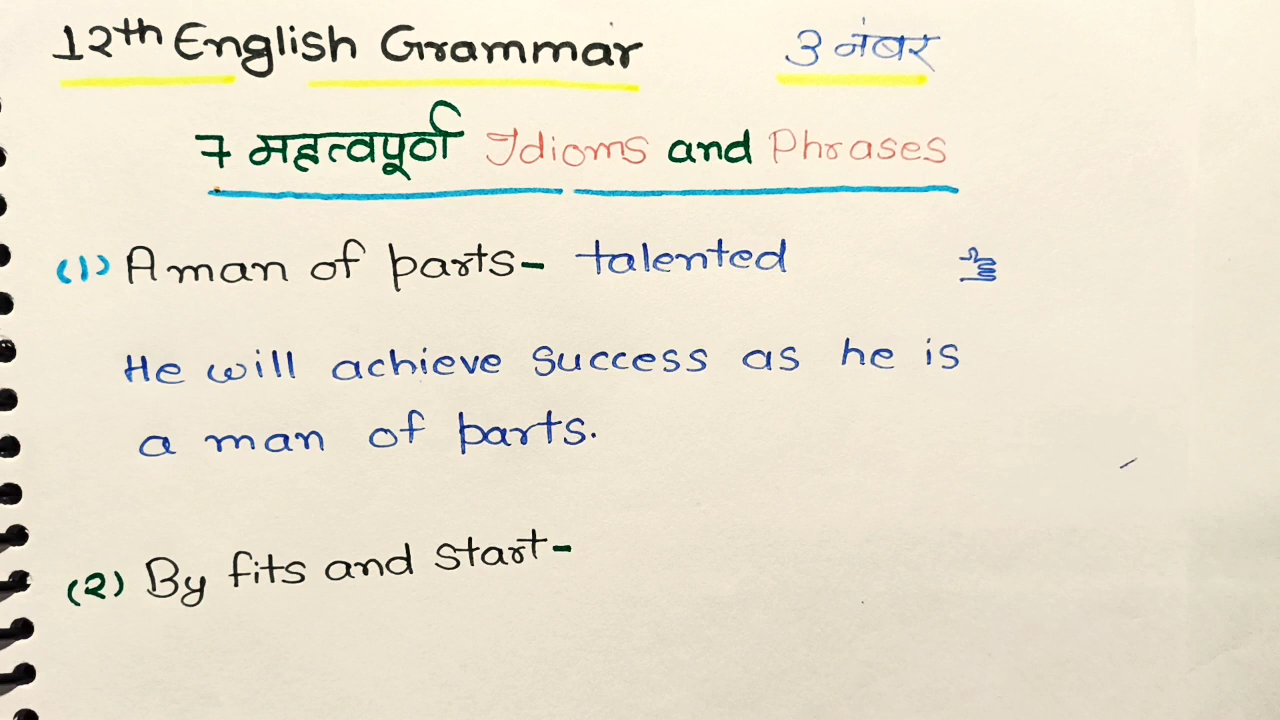 12th English Grammar 3 नंबर
7 महत्वपूर्ण Idioms and Phrases
(1) A man of parts- talented
He will achieve success as he is
a man of parts.
(2) By fits and start-